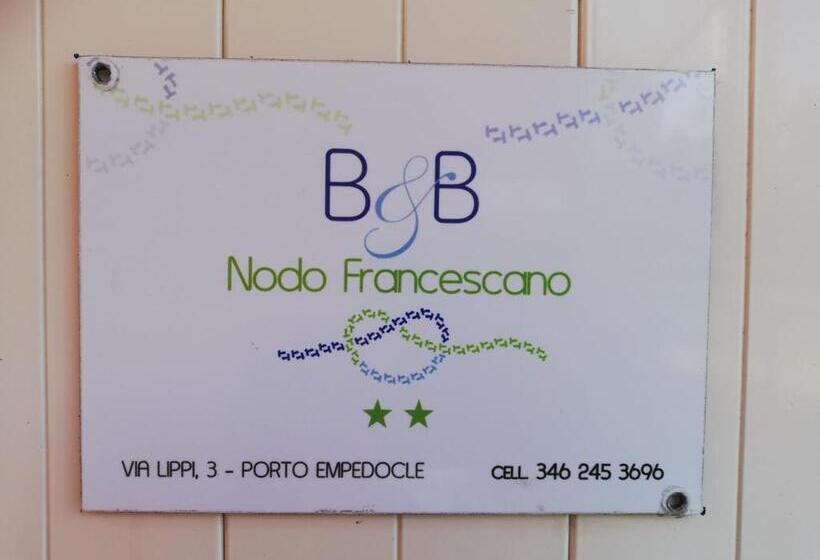 B&B
Nodo Francescano
VIA LIPPI, 3 - PORTO EMPEDOCLE CELL. 346 245 3696